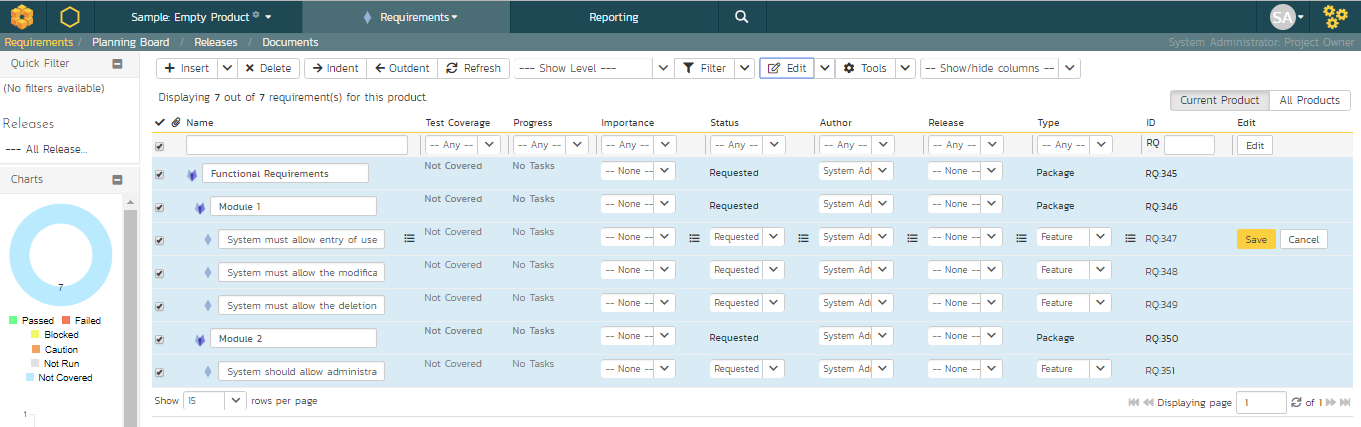 Sample: Empty Product Requirements Reporting SA
Requirements / Planning Board / Releases / Documents System Administrator: Project Owner
Quick Filter
(No filters available)
Releases
--- All Release...
Charts
7
Passed Failed
Blocked
Caution
Not Run
Not Covered
1
Insert Delete Indent Outdent Refresh --- Show Level --- Filter Edit Tools -- Show/hide columns --
Displaying 7 out of 7 requirement(s) for this product.
Current Product All Products
Name Test Coverage Progress Importance Status Author Release Type ID Edit
-- Any -- -- Any -- -- Any -- -- Any -- -- Any -- -- Any -- -- Any -- RQ Edit
Functional Requirements Not Covered No Tasks -- None -- Requested System Ad -- None -- Package RQ:345
Module 1 Not Covered No Tasks -- None -- Requested System Ad -- None -- Package RQ:346
System must allow entry of use Not Covered No Tasks -- None -- Requested System Ad -- None -- Feature RQ:347 Save Cancel
System must allow the modifica Not Covered No Tasks -- None -- Requested System Ad -- None -- Feature RQ:348
System must allow the deletion Not Covered No Tasks -- None -- Requested System Ad -- None -- Feature RQ:349
Module 2 Not Covered No Tasks -- None -- Requested System Ad -- None -- Package RQ:350
System should allow administra Not Covered No Tasks -- None -- Requested System Ad -- None -- Feature RQ:351
Show 15 rows per page Displaying page 1 of 1